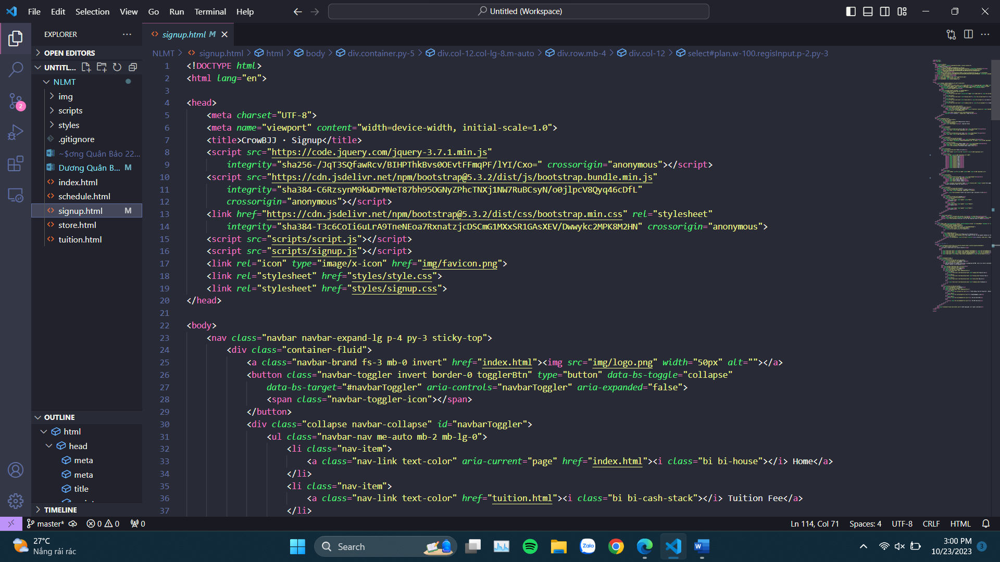 File Edit Selection View Go Run Terminal Help
Untitled (Workspace)
EXPLORER
signup.html M
OPEN EDITORS
UNTITL...
NLMT
img
scripts
styles
.gitignore
~$ơng Quân Bảo 22...
Dương Quân B... M
index.html
schedule.html
signup.html M
store.html
tuition.html
OUTLINE
html
head
meta
meta
title
TIMELINE
NLMT > signup.html > html > body > div.container.py-5 > div.col-12.col-lg-8.m-auto > div.row.mb-4 > div.col-12 > select#plan.w-100.regisInput.p-2.py-3
1 <!DOCTYPE html>
2 <html lang="en">
3
4 <head>
5 <meta charset="UTF-8">
6 <meta name="viewport" content="width=device-width, initial-scale=1.0">
7 <title>CrowBJJ · Signup</title>
8 <script src="https://code.jquery.com/jquery-3.7.1.min.js"
9 integrity="sha256-/JqT3SQfawRcv/BIHPThkBvs0OEvtFFmqPF/lYI/Cxo=" crossorigin="anonymous"></script>
10 <script src="https://cdn.jsdelivr.net/npm/bootstrap@5.3.2/dist/js/bootstrap.bundle.min.js"
11 integrity="sha384-C6RzsynM9kWDrMNeT87bh95OGNyZPhcTNXj1NW7RuBCsyN/o0jlpcV8Qyq46cDfL"
12 crossorigin="anonymous"></script>
13 <link href="https://cdn.jsdelivr.net/npm/bootstrap@5.3.2/dist/css/bootstrap.min.css" rel="stylesheet"
14 integrity="sha384-T3c6CoIi6uLrA9TneNEoa7RxnatzjcDSCmG1MXxSR1GAsXEV/Dwwykc2MPK8M2HN" crossorigin="anonymous">
15 <script src="scripts/script.js"></script>
16 <script src="scripts/signup.js"></script>
17 <link rel="icon" type="image/x-icon" href="img/favicon.png">
18 <link rel="stylesheet" href="styles/style.css">
19 <link rel="stylesheet" href="styles/signup.css">
20 </head>
21
22 <body>
23 <nav class="navbar navbar-expand-lg p-4 py-3 sticky-top">
24 <div class="container-fluid">
25 <a class="navbar-brand fs-3 mb-0 invert" href="index.html"><img src="img/logo.png" width="50px" alt=""></a>
26 <button class="navbar-toggler invert border-0 togglerBtn" type="button" data-bs-toggle="collapse"
27 data-bs-target="#navbarToggler" aria-controls="navbarToggler" aria-expanded="false">
28 <span class="navbar-toggler-icon"></span>
29 </button>
30 <div class="collapse navbar-collapse" id="navbarToggler">
31 <ul class="navbar-nav me-auto mb-2 mb-lg-0">
32 <li class="nav-item">
33 <a class="nav-link text-color" aria-current="page" href="index.html"><i class="bi bi-house"></i> Home</a>
34 </li>
35 <li class="nav-item">
36 <a class="nav-link text-color" href="tuition.html"><i class="bi bi-cash-stack"></i> Tuition Fee</a>
37 </li>
2
master* 0 0 0
Ln 114, Col 71 Spaces: 4 UTF-8 CRLF HTML
27°C
Nắng rải rác
Search
Zalo
3:00 PM
10/23/2023
3